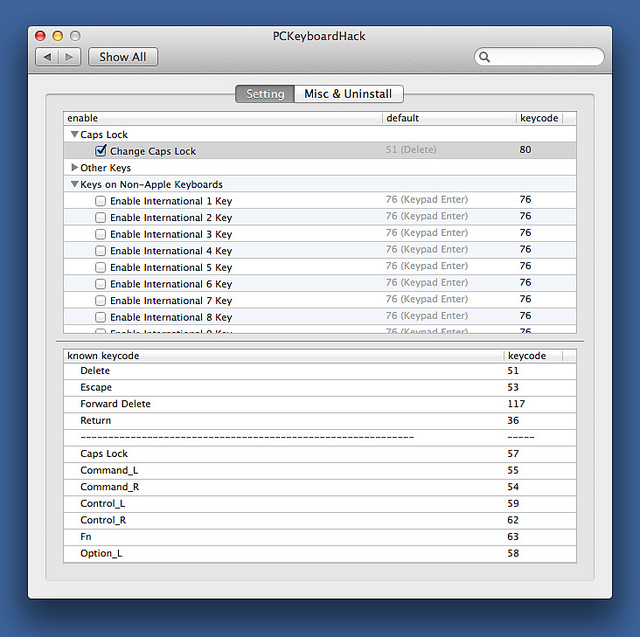 PCKeyboardHack
Show All
Setting Misc & Uninstall
enable default keycode
Caps Lock
Change Caps Lock 51 (Delete) 80
Other Keys
Keys on Non-Apple Keyboards
Enable International 1 Key 76 (Keypad Enter) 76
Enable International 2 Key 76 (Keypad Enter) 76
Enable International 3 Key 76 (Keypad Enter) 76
Enable International 4 Key 76 (Keypad Enter) 76
Enable International 5 Key 76 (Keypad Enter) 76
Enable International 6 Key 76 (Keypad Enter) 76
Enable International 7 Key 76 (Keypad Enter) 76
Enable International 8 Key 76 (Keypad Enter) 76
Enable International 9 Key 76 (Keypad Enter) 76
known keycode keycode
Delete 51
Escape 53
Forward Delete 117
Return 36
------------------------------------------------------------ -----
Caps Lock 57
Command_L 55
Command_R 54
Control_L 59
Control_R 62
Fn 63
Option_L 58